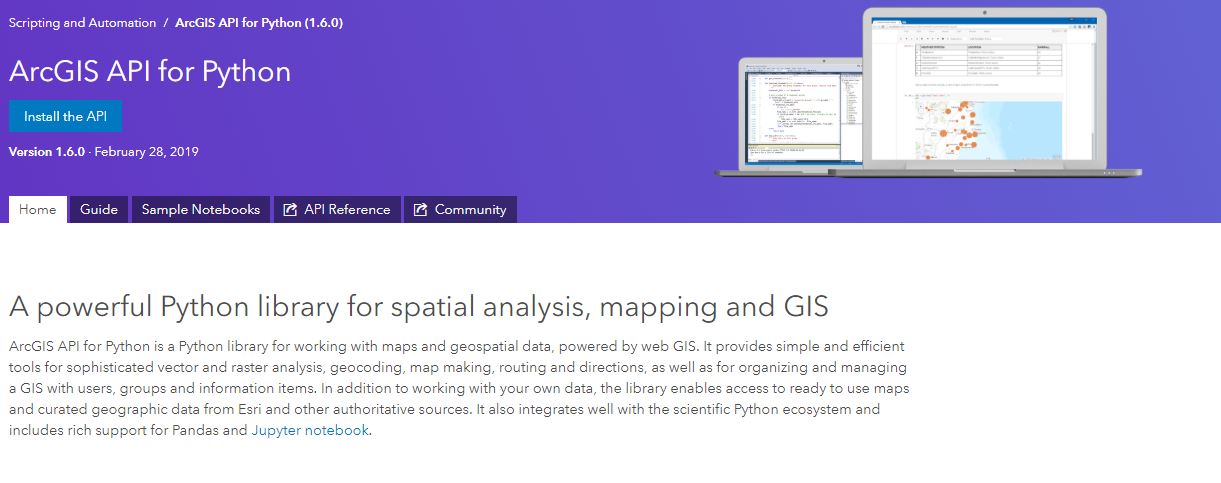 Scripting and Automation / ArcGIS API for Python (1.6.0)
ArcGIS API for Python
Install the API
Version 1.6.0 · February 28, 2019
Home
Guide
Sample Notebooks
API Reference
Community
A powerful Python library for spatial analysis, mapping and GIS
ArcGIS API for Python is a Python library for working with maps and geospatial data, powered by web GIS. It provides simple and efficient
tools for sophisticated vector and raster analysis, geocoding, map making, routing and directions, as well as for organizing and managing
a GIS with users, groups and information items. In addition to working with your own data, the library enables access to ready to use maps
and curated geographic data from Esri and other authoritative sources. It also integrates well with the scientific Python ecosystem and
includes rich support for Pandas and Jupyter notebook.